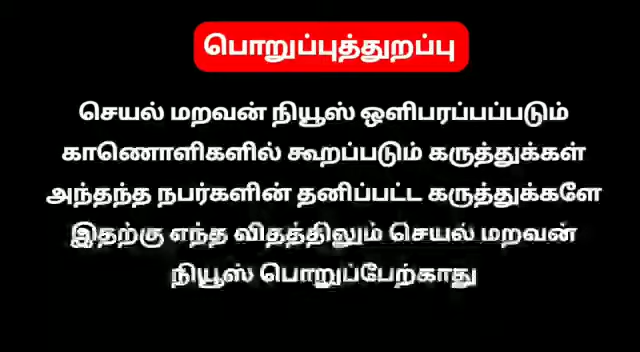 பொறுப்புத்துறப்பு
செயல் மறவன் நியூஸ் ஒளிபரப்பப்படும்
காணொளிகளில் கூறப்படும் கருத்துக்கள்
அந்தந்த நபர்களின் தனிப்பட்ட கருத்துக்களே
இதற்கு எந்த விதத்திலும் செயல் மறவன்
நியூஸ் பொறுப்பேற்காது